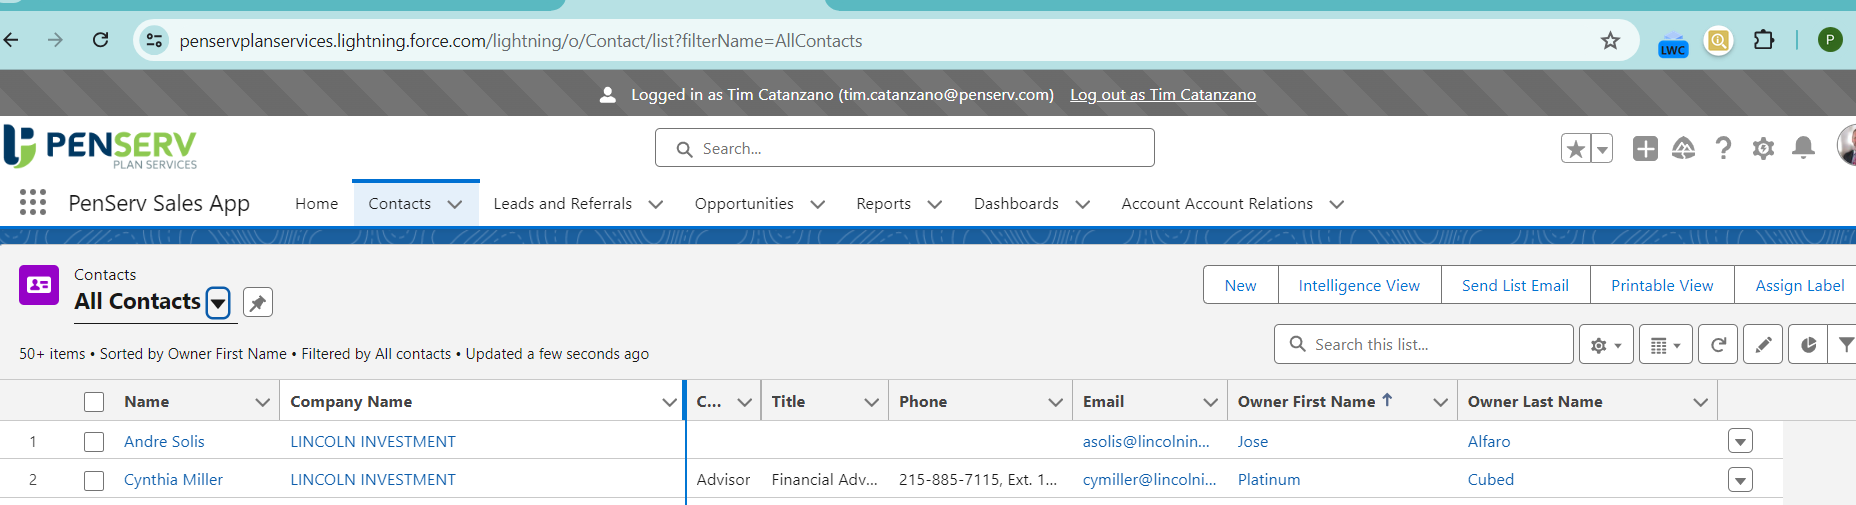 penservplanservices.lightning.force.com/lightning/o/Contact/list?filterName=AllContacts
LWC
P
Logged in as Tim Catanzano (tim.catanzano@penserv.com) Log out as Tim Catanzano
PENSERV
PLAN SERVICES
Search...
PenServ Sales App Home Contacts Leads and Referrals Opportunities Reports Dashboards Account Account Relations
Contacts
All Contacts
New Intelligence View Send List Email Printable View Assign Label
50+ items • Sorted by Owner First Name • Filtered by All contacts • Updated a few seconds ago
Search this list...
Name Company Name C... Title Phone Email Owner First Name ↑ Owner Last Name
1 Andre Solis LINCOLN INVESTMENT asolis@lincolnin... Jose Alfaro
2 Cynthia Miller LINCOLN INVESTMENT Advisor Financial Adv... 215-885-7115, Ext. 1... cymiller@lincolni... Platinum Cubed